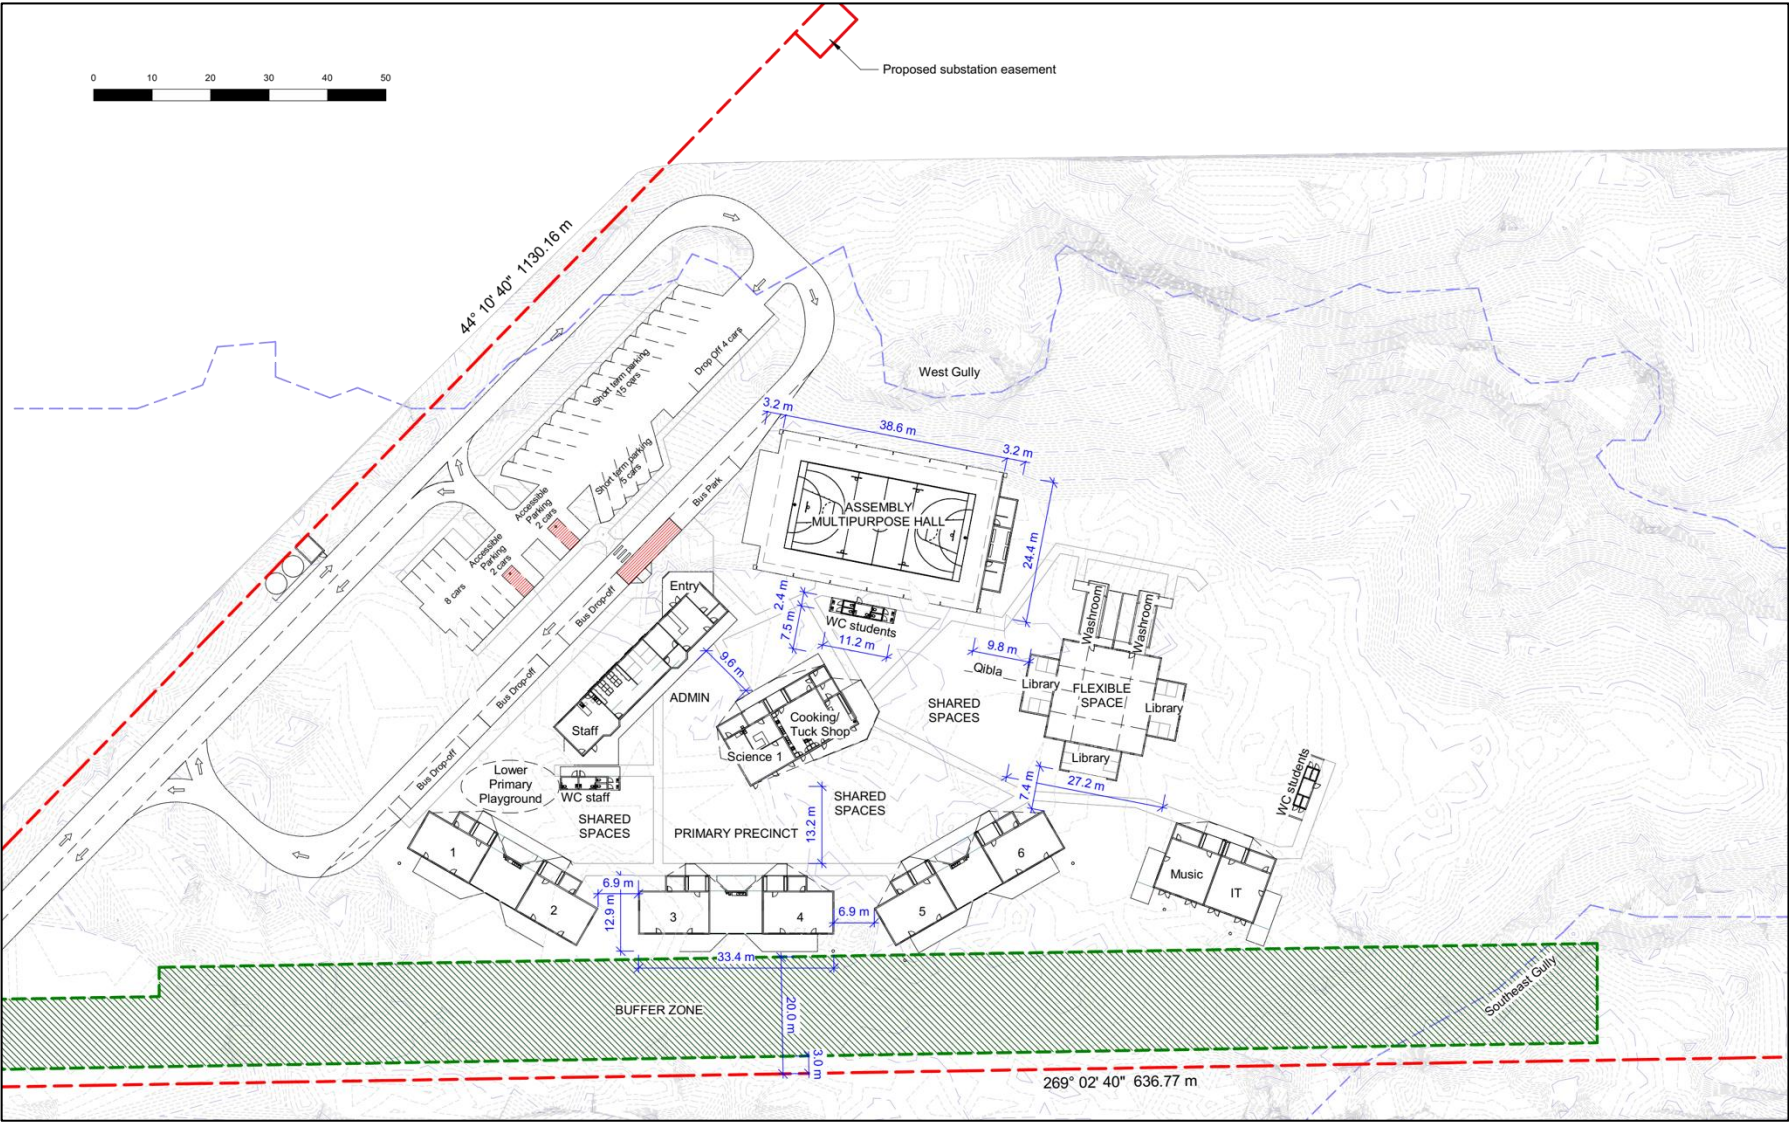 0 10 20 30 40 50
Proposed substation easement
44° 10' 40" 1130.16 m
Short term parking
15 cars
Drop Off 4 cars
West Gully
3.2 m
38.6 m
3.2 m
Short term parking
5 cars
Bus Park
Accessible
Parking
2 cars
ASSEMBLY
MULTIPURPOSE HALL
24.4 m
Accessible
Parking
2 cars
8 cars
Entry
Bus Drop-off
2.4 m
7.5 m
WC students
11.2 m
Washroom
Washroom
9.6 m
9.8 m
Qibla
Bus Drop-off
ADMIN
Library
FLEXIBLE
SPACE
Library
SHARED
SPACES
Staff
Cooking/
Tuck Shop
Science 1
Library
Bus Drop-off
Lower
Primary
Playground
WC staff
7.4 m
27.2 m
WC students
SHARED
SPACES
SHARED
SPACES
PRIMARY PRECINCT
13.2 m
1
2
6.9 m
12.9 m
3
4
6.9 m
5
6
Music
IT
33.4 m
BUFFER ZONE
20.0 m
3.0 m
Southeast Gully
269° 02' 40" 636.77 m